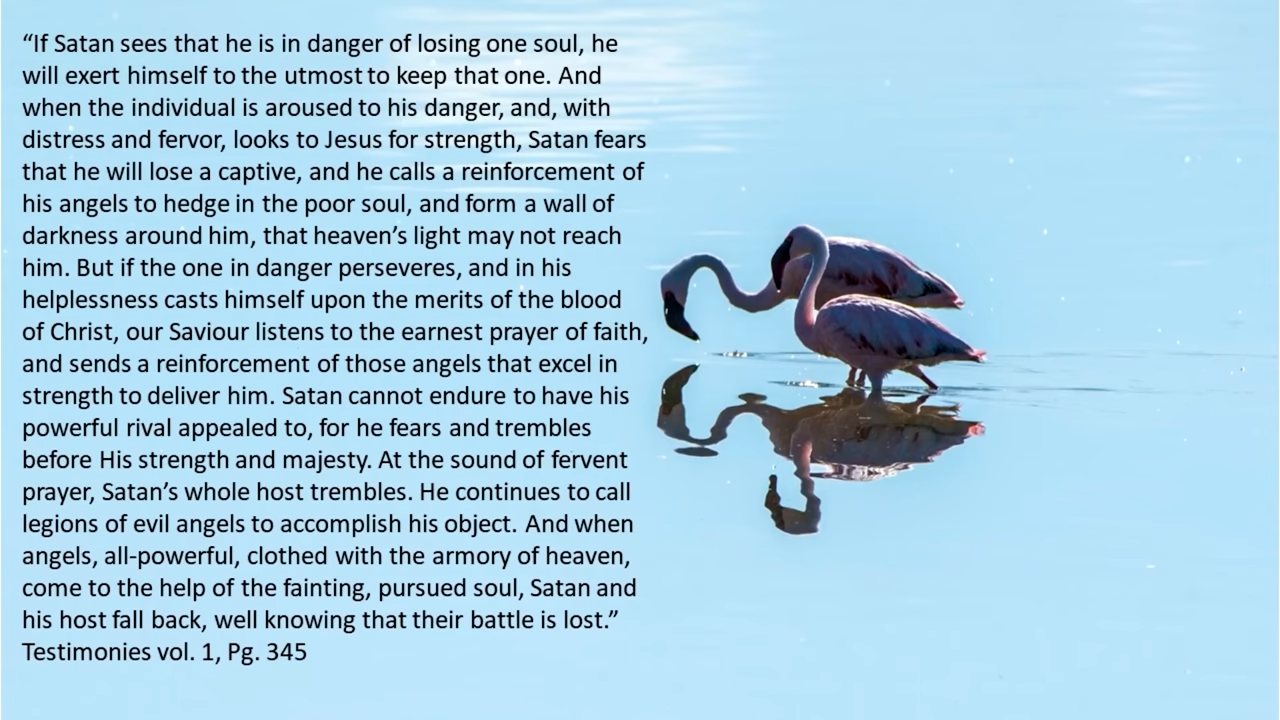 “If Satan sees that he is in danger of losing one soul, he
will exert himself to the utmost to keep that one. And
when the individual is aroused to his danger, and, with
distress and fervor, looks to Jesus for strength, Satan fears
that he will lose a captive, and he calls a reinforcement of
his angels to hedge in the poor soul, and form a wall of
darkness around him, that heaven’s light may not reach
him. But if the one in danger perseveres, and in his
helplessness casts himself upon the merits of the blood
of Christ, our Saviour listens to the earnest prayer of faith,
and sends a reinforcement of those angels that excel in
strength to deliver him. Satan cannot endure to have his
powerful rival appealed to, for he fears and trembles
before His strength and majesty. At the sound of fervent
prayer, Satan’s whole host trembles. He continues to call
legions of evil angels to accomplish his object. And when
angels, all-powerful, clothed with the armory of heaven,
come to the help of the fainting, pursued soul, Satan and
his host fall back, well knowing that their battle is lost.”
Testimonies vol. 1, Pg. 345